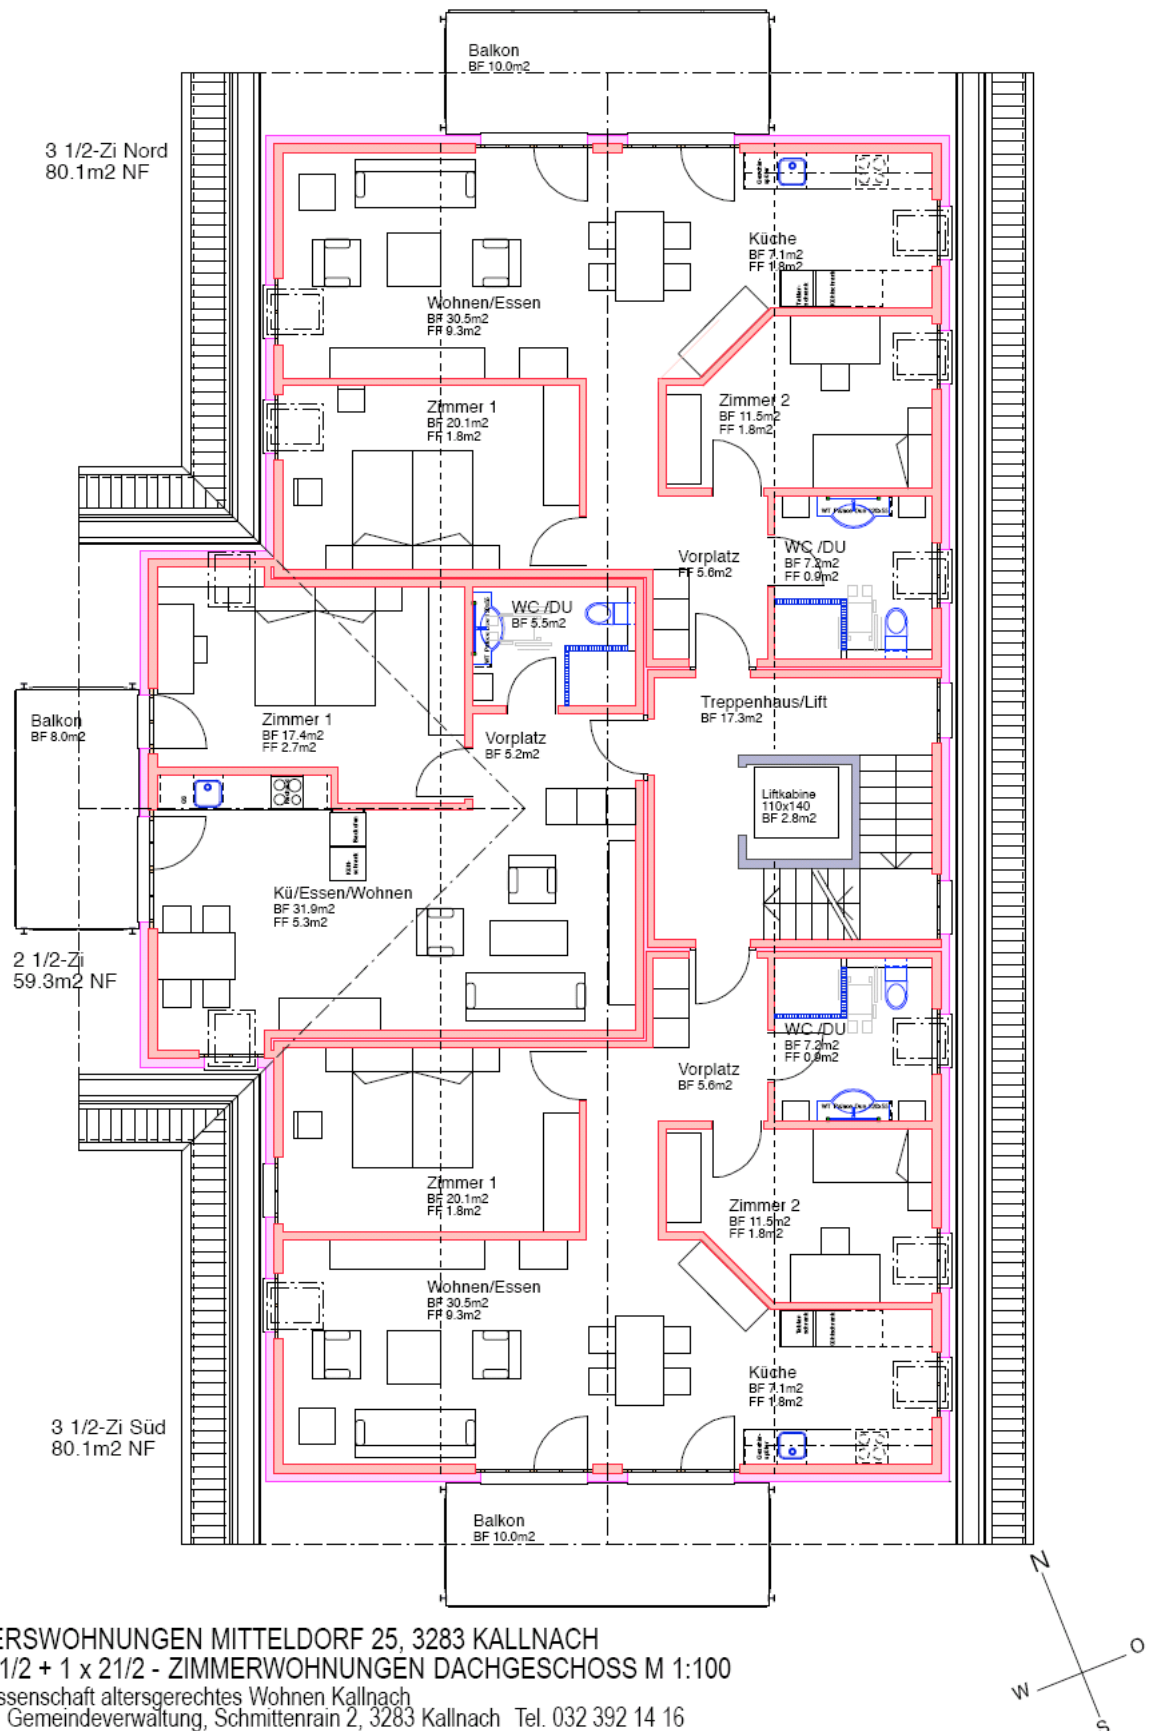 Balkon
BF 10.0m2
3 1/2-Zi Nord
80.1m2 NF
Küche
BF 7.1m2
FF 1.8m2
Wohnen/Essen
BF 30.5m2
FF 9.3m2
Zimmer 1
BF 20.1m2
FF 1.8m2
Zimmer 2
BF 11.5m2
FF 1.8m2
Vorplatz
FF 5.6m2
WC /DU
BF 7.2m2
FF 0.9m2
WC /DU
BF 5.5m2
Balkon
BF 8.0m2
Zimmer 1
BF 17.4m2
FF 2.7m2
Vorplatz
BF 5.2m2
Treppenhaus/Lift
BF 17.3m2
Liftkabine
110x140
BF 2.8m2
Kü/Essen/Wohnen
BF 31.9m2
FF 5.3m2
2 1/2-Zi
59.3m2 NF
WC /DU
BF 7.2m2
FF 0.9m2
Vorplatz
BF 5.6m2
Zimmer 1
BF 20.1m2
FF 1.8m2
Zimmer 2
BF 11.5m2
FF 1.8m2
Wohnen/Essen
BF 30.5m2
FF 9.3m2
Küche
BF 7.1m2
FF 1.8m2
3 1/2-Zi Süd
80.1m2 NF
Balkon
BF 10.0m2
N
O
W
S
ERSWOHNUNGEN MITTELDORF 25, 3283 KALLNACH
1/2 + 1 x 21/2 - ZIMMERWOHNUNGEN DACHGESCHOSS M 1:100
ssenschaft altersgerechtes Wohnen Kallnach
Gemeindeverwaltung, Schmittenrain 2, 3283 Kallnach Tel. 032 392 14 16